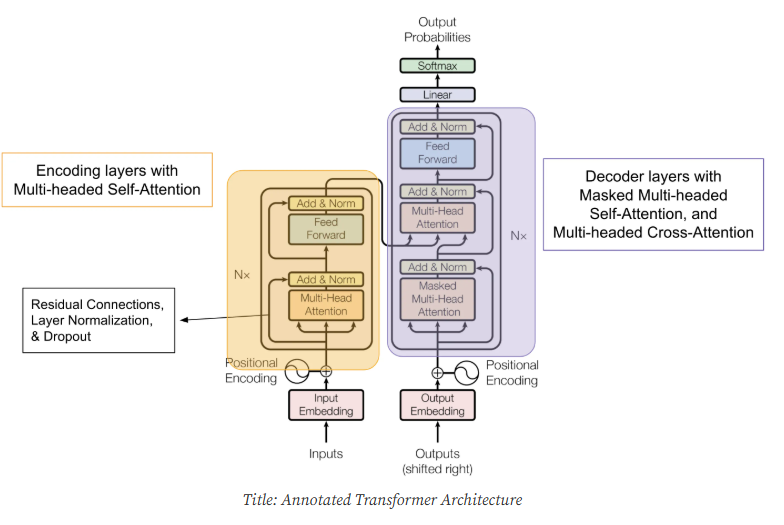 Output
Probabilities
Softmax
Linear
Add & Norm
Feed
Forward
Add & Norm
Multi-Head
Attention
N×
Add & Norm
Masked
Multi-Head
Attention
Decoder layers with
Masked Multi-headed
Self-Attention, and
Multi-headed Cross-Attention
Encoding layers with
Multi-headed Self-Attention
Add & Norm
Feed
Forward
N×
Add & Norm
Multi-Head
Attention
Residual Connections,
Layer Normalization,
& Dropout
Positional
Encoding
Positional
Encoding
Input
Embedding
Output
Embedding
Inputs
Outputs
(shifted right)
Title: Annotated Transformer Architecture